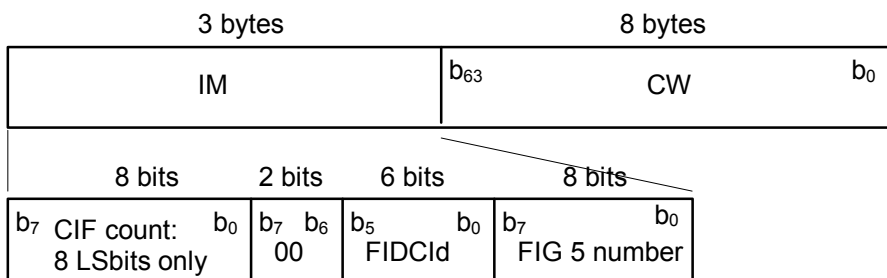 3 bytes 8 bytes
IM b63 CW b0
8 bits 2 bits 6 bits 8 bits
b7 CIF count: b0 b7 b6 b5 b0 b7 b0
8 LSbits only 00 FIDCId FIG 5 number